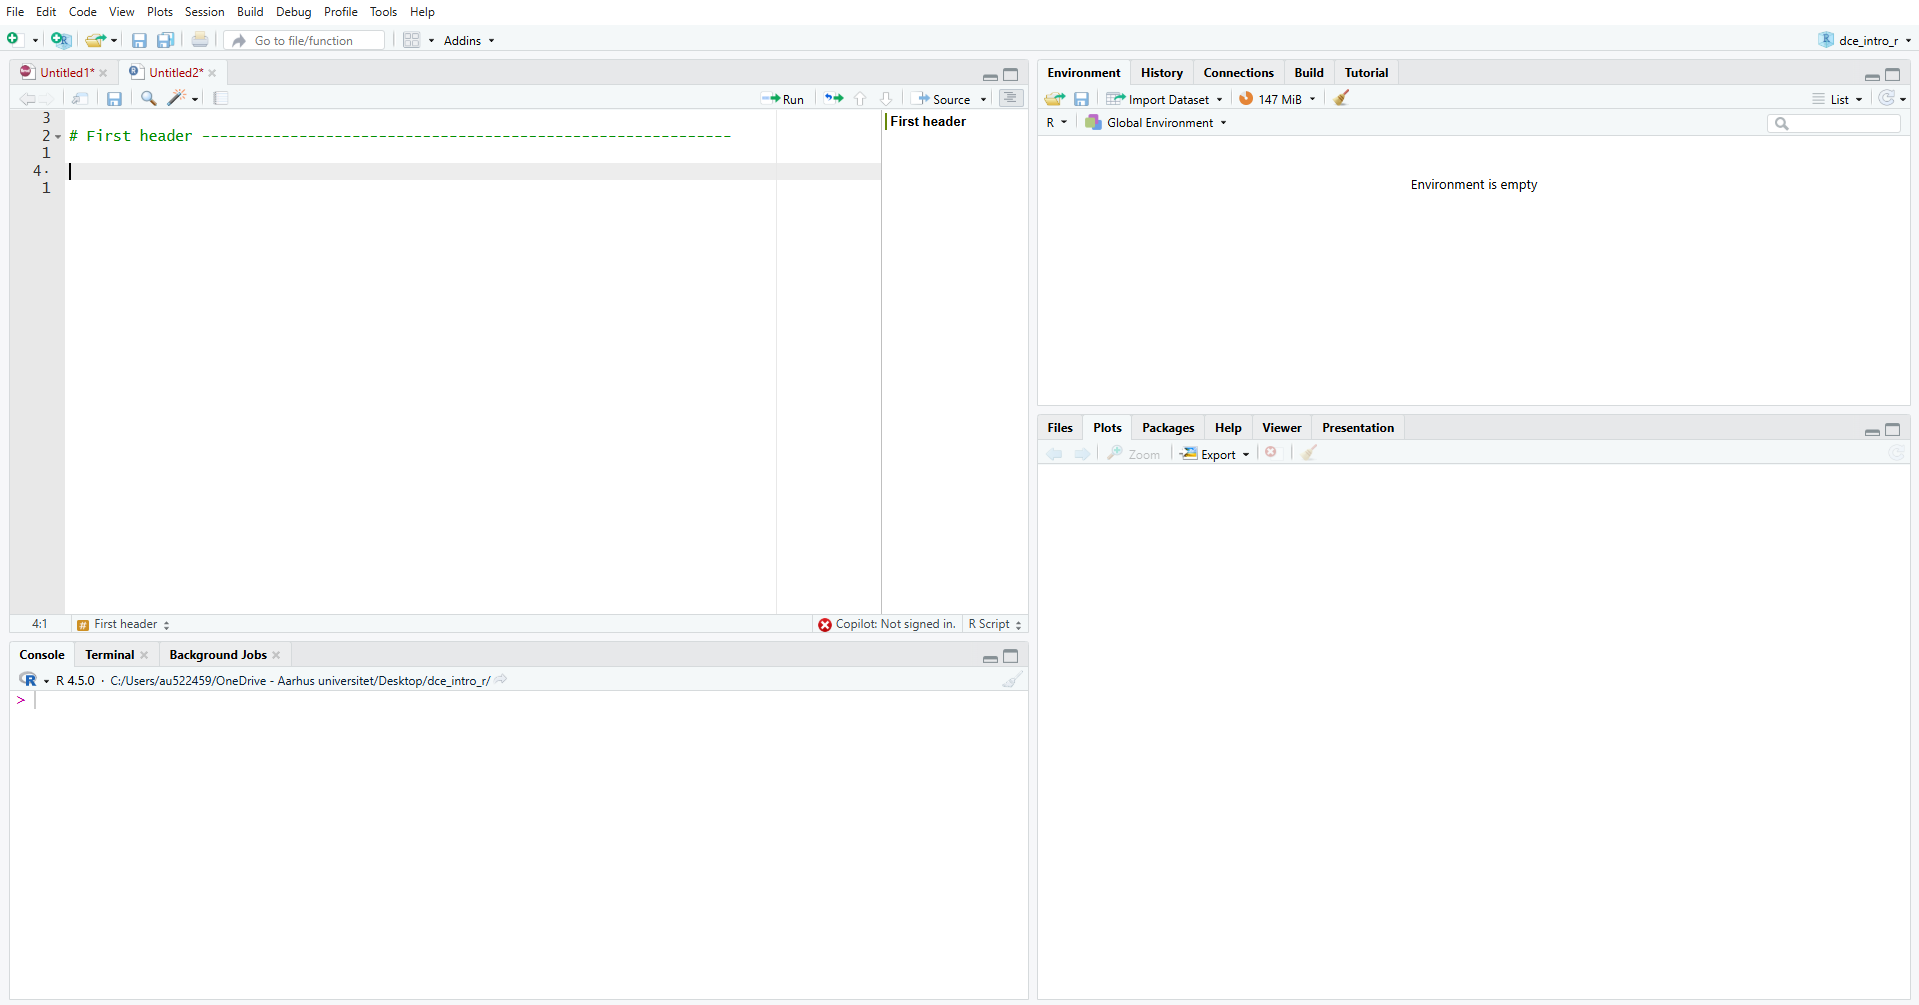 File Edit Code View Plots Session Build Debug Profile Tools Help
Go to file/function Addins dce_intro_r
Untitled1* Untitled2*
Run Source
3
2 # First header ------------------------------------------------------------
1
4
1
First header
4:1 First header Copilot: Not signed in. R Script
Console Terminal Background Jobs
R 4.5.0 · C:/Users/au522459/OneDrive - Aarhus universitet/Desktop/dce_intro_r/
>
Environment History Connections Build Tutorial
Import Dataset 147 MiB List
R Global Environment
Environment is empty
Files Plots Packages Help Viewer Presentation
Zoom Export